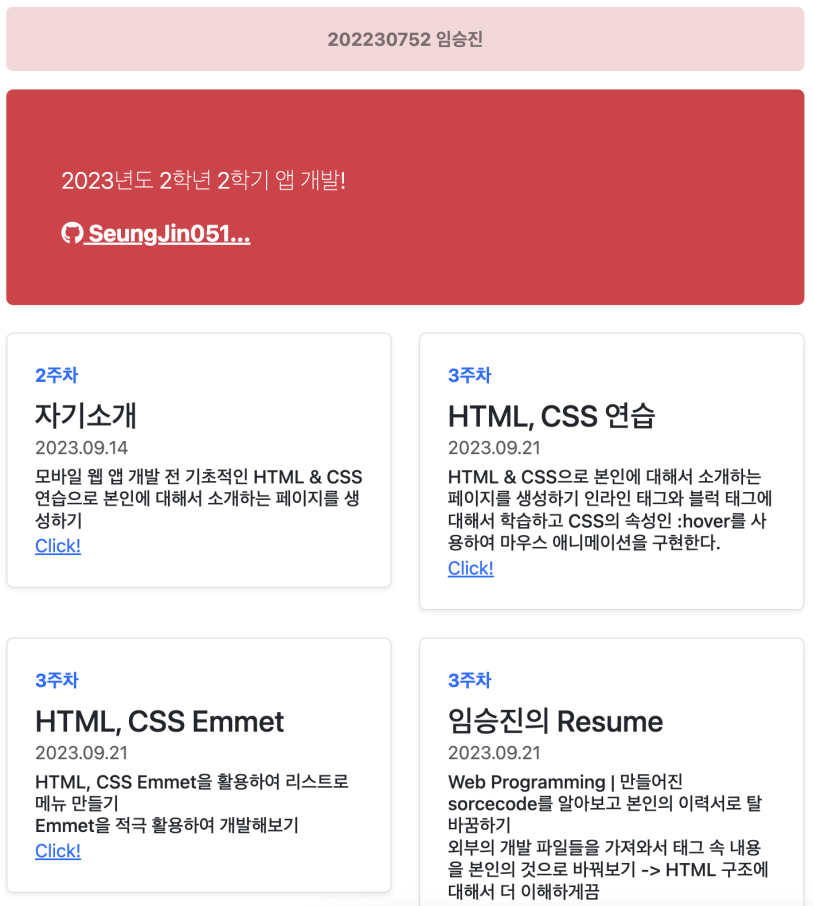 202230752 임승진
2023년도 2학년 2학기 앱 개발!
SeungJin051...
2주차
자기소개
2023.09.14
모바일 웹 앱 개발 전 기초적인 HTML & CSS
연습으로 본인에 대해서 소개하는 페이지를 생
성하기
Click!
3주차
HTML, CSS 연습
2023.09.21
HTML & CSS으로 본인에 대해서 소개하는
페이지를 생성하기 인라인 태그와 블럭 태그에
대해서 학습하고 CSS의 속성인 :hover를 사
용하여 마우스 애니메이션을 구현한다.
Click!
3주차
HTML, CSS Emmet
2023.09.21
HTML, CSS Emmet을 활용하여 리스트로
메뉴 만들기
Emmet을 적극 활용하여 개발해보기
Click!
3주차
임승진의 Resume
2023.09.21
Web Programming | 만들어진
sorcecode를 알아보고 본인의 이력서로 탈
바꿈하기
외부의 개발 파일들을 가져와서 태그 속 내용
을 본인의 것으로 바꿔보기 -> HTML 구조에
대해서 더 이해하게끔